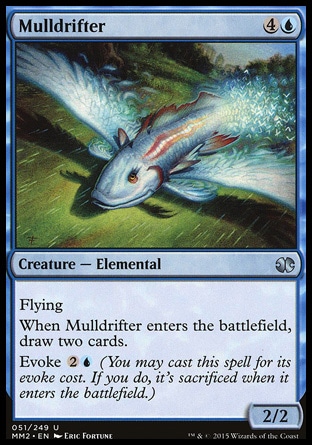 Mulldrifter 4
Creature — Elemental
Flying
When Mulldrifter enters the battlefield,
draw two cards.
Evoke 2 (You may cast this spell for its
evoke cost. If you do, it's sacrificed when it
enters the battlefield.)
2/2
051/249 U
MM2 • EN Eric Fortune ™ & © 2015 Wizards of the Coast